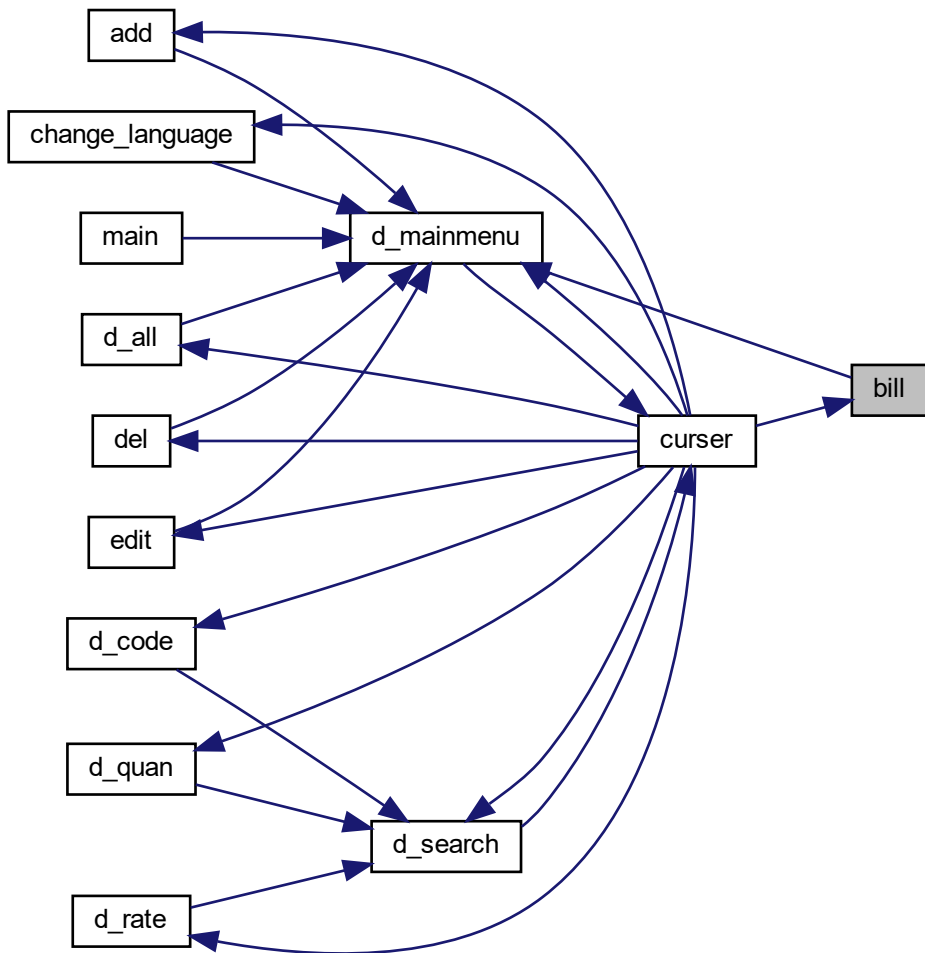 add
change_language
main
d_mainmenu
d_all
bill
del
curser
edit
d_code
d_quan
d_search
d_rate